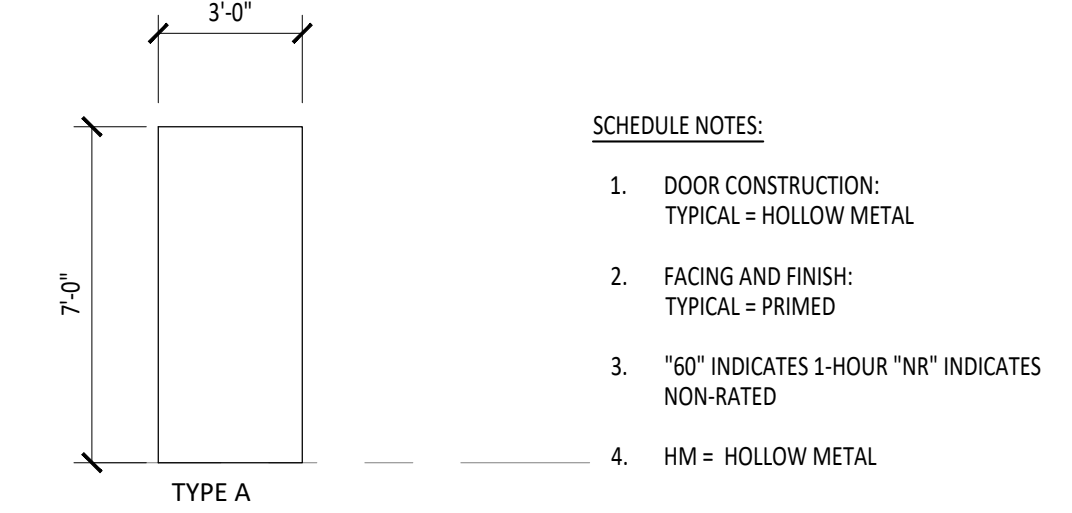 3'-0"
7'-0"
TYPE A
SCHEDULE NOTES:
1. DOOR CONSTRUCTION:
TYPICAL = HOLLOW METAL
2. FACING AND FINISH:
TYPICAL = PRIMED
3. "60" INDICATES 1-HOUR "NR" INDICATES
NON-RATED
4. HM = HOLLOW METAL